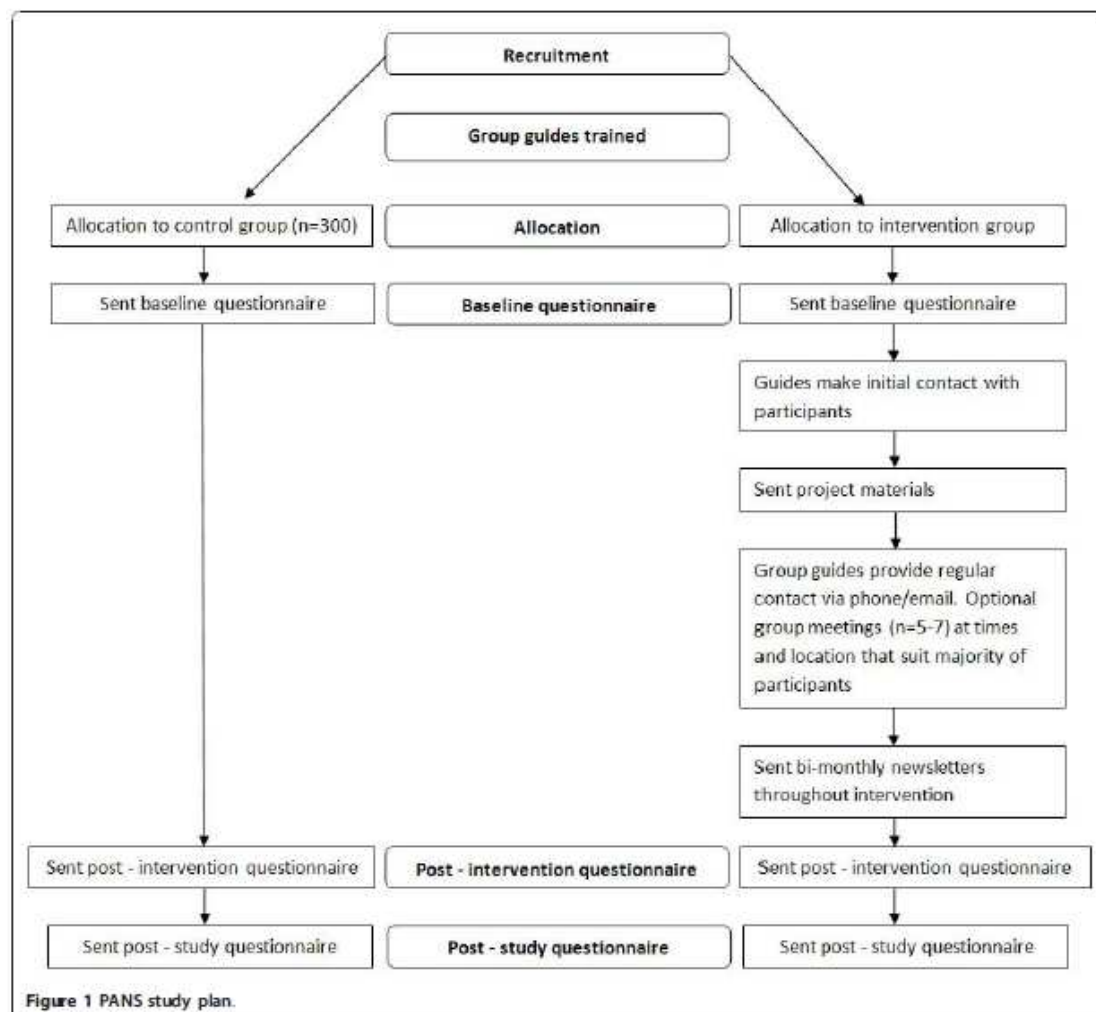 Recruitment
Group guides trained
Allocation to control group (n=300)
Allocation
Allocation to intervention group
Sent baseline questionnaire
Baseline questionnaire
Sent baseline questionnaire
Guides make initial contact with
participants
Sent project materials
Group guides provide regular
contact via phone/email. Optional
group meetings (n=5-7) at times
and location that suit majority of
participants
Sent bi-monthly newsletters
throughout intervention
Sent post - intervention questionnaire
Post - intervention questionnaire
Sent post - intervention questionnaire
Sent post - study questionnaire
Post - study questionnaire
Sent post - study questionnaire
Figure 1 PANS study plan.